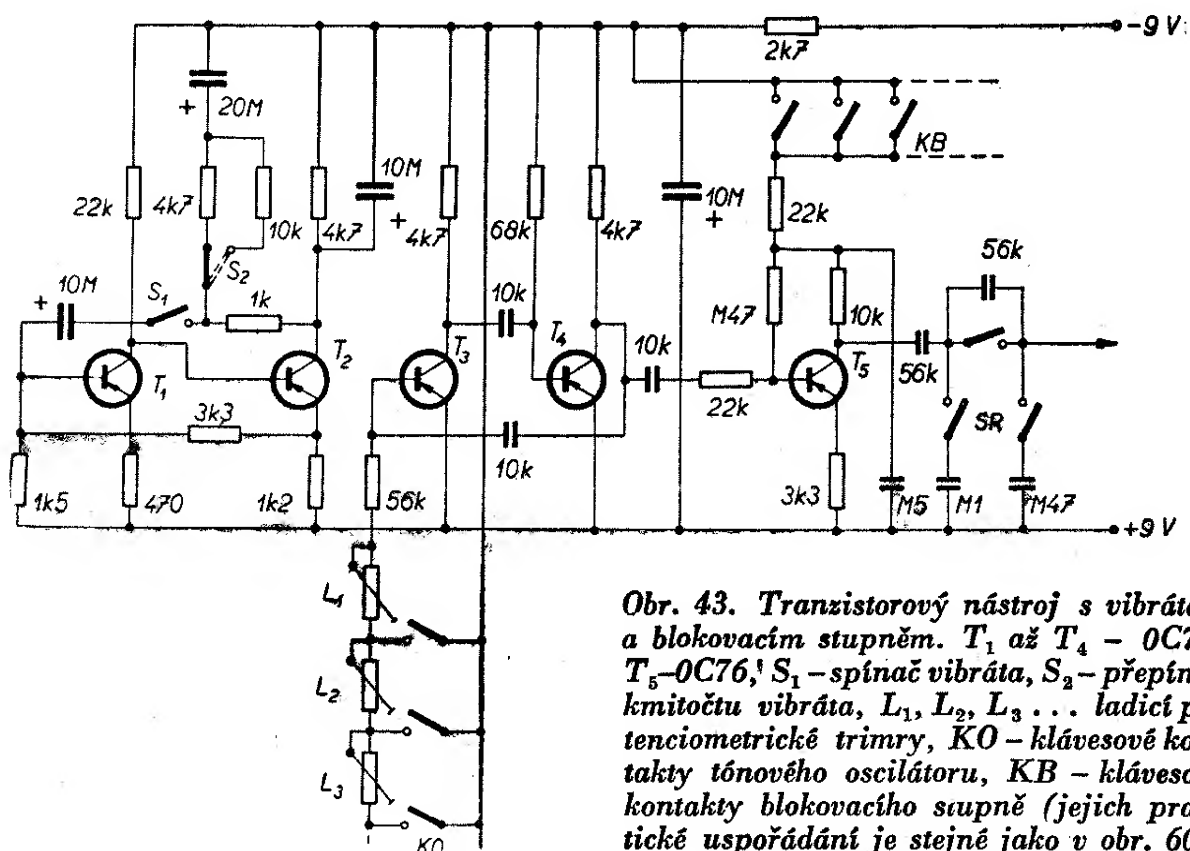 -9 V
2k7
+ 20M
KB
10M
+
10M
+
22k
4k7
10k
4k7
4k7
68k
4k7
22k
56k
+ 10M
S₁
S₂
1k
10k
M47
10k
T₁
T₂
T₃
T₄
10k
22k
T₅
56k
3k3
10k
SR
1k5
470
1k2
56k
3k3
M5
M1
M47
+9 V
L₁
L₂
L₃
KO
Obr. 43. Tranzistorový nástroj s
a blokovacím stupněm. T₁ až T₄ –
T₅–0C76, S₁ – spínač vibráta, S₂ –
kmitočtu vibráta, L₁, L₂, L₃ ... ladicí
tenciometrické trimry, KO – klávesové
takty tónového oscilátoru, KB –
kontakty blokovacího stupně (jejich
tické uspořádání je stejné jako v obr. 60